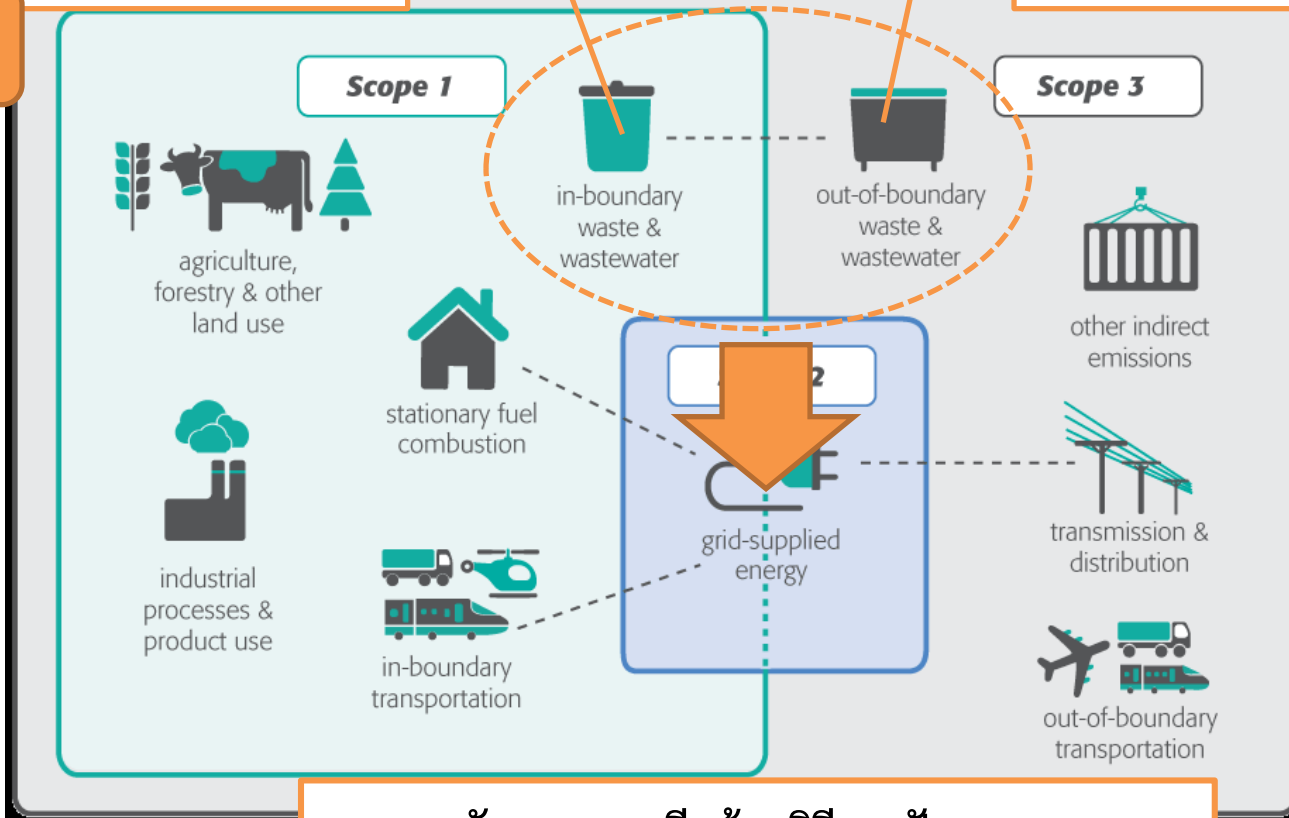 Scope 1
Scope 3
in-boundary
waste &
wastewater
out-of-boundary
waste &
wastewater
agriculture,
forestry & other
land use
other indirect
emissions
2
stationary fuel
combustion
grid-supplied
energy
transmission &
distribution
industrial
processes &
product use
in-boundary
transportation
out-of-boundary
transportation